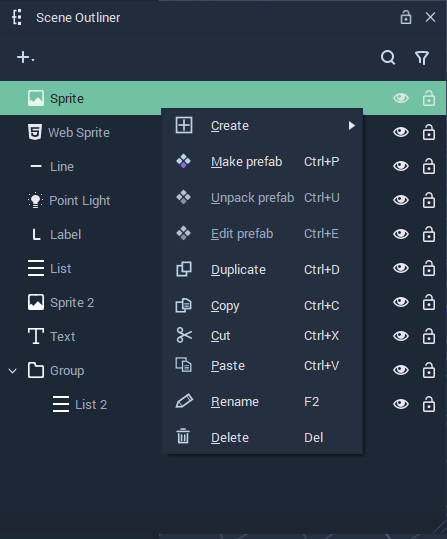 Scene Outliner
Sprite
Web Sprite
Line
Point Light
Label
List
Sprite 2
Text
Group
List 2
Create
Make prefab Ctrl+P
Unpack prefab Ctrl+U
Edit prefab Ctrl+E
Duplicate Ctrl+D
Copy Ctrl+C
Cut Ctrl+X
Paste Ctrl+V
Rename F2
Delete Del